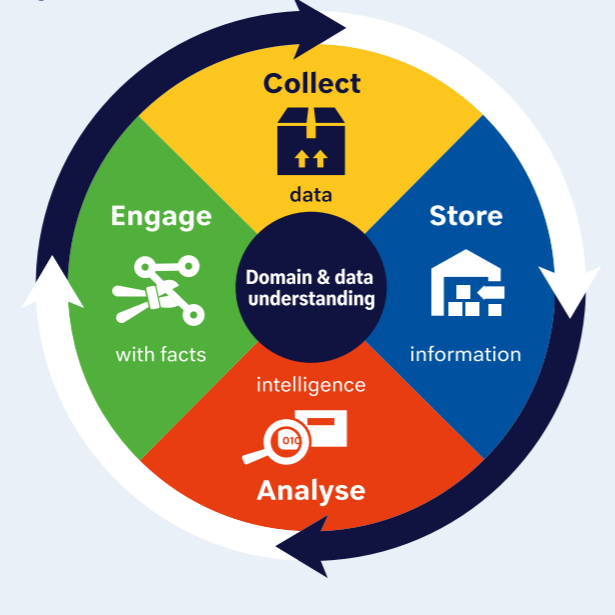 Collect
data
Engage
with facts
Store
information
Domain & data
understanding
intelligence
010
Analyse